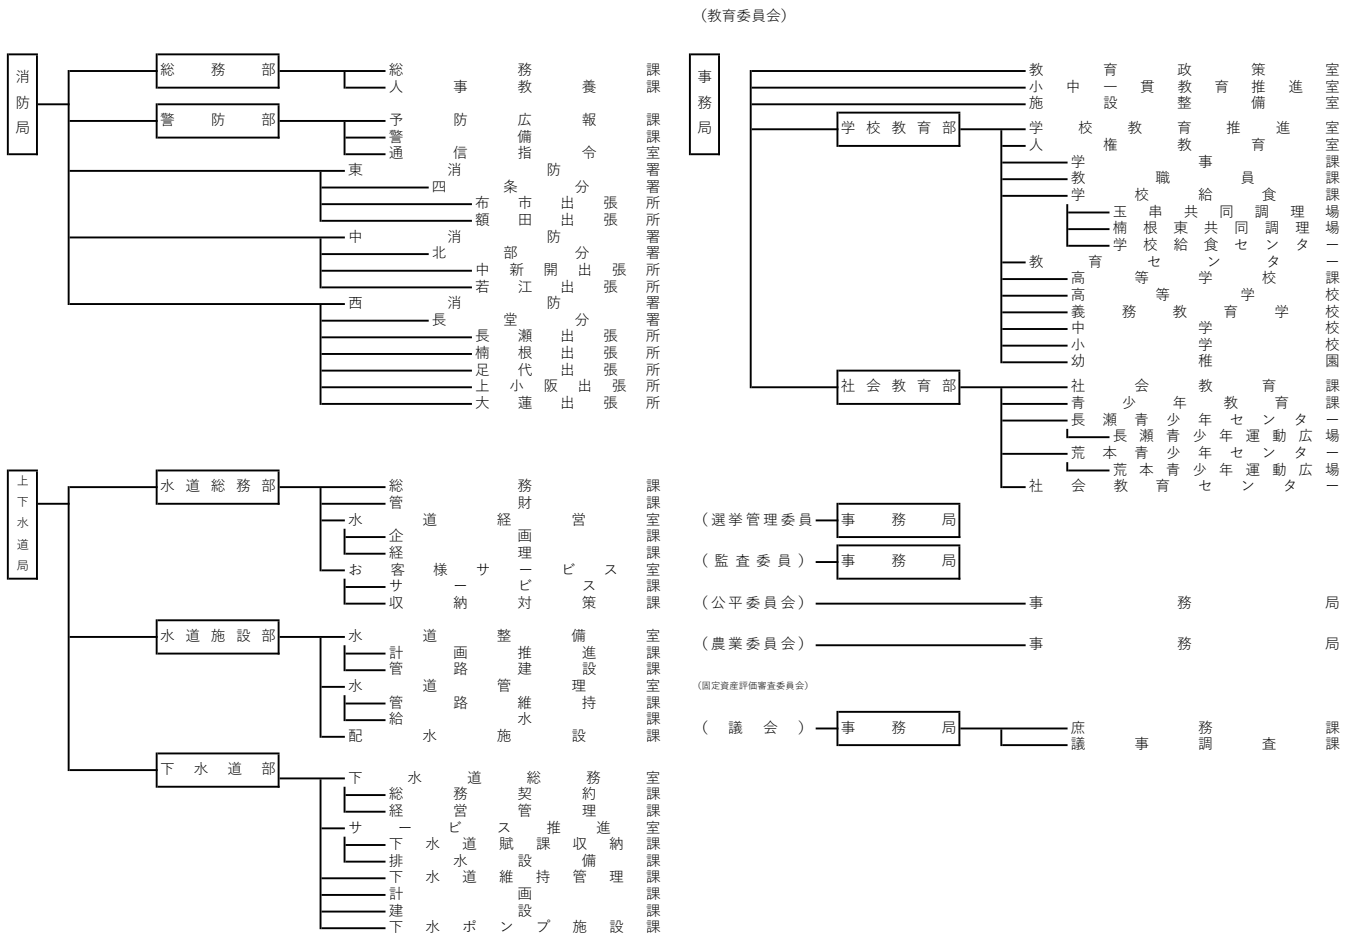 消防局
総務部
総務課
人事教養課
警防部
予防広報課
警備課
通信指令室
東消防署
四条分署
布市出張所
額田出張所
中消防署
北部分署
中新開出張所
若江出張所
西消防署
長堂分署
長瀬出張所
楠根出張所
足代出張所
上小阪出張所
大蓮出張所
上下水道局
水道総務部
総務課
管財課
水道経営室
企画課
経理課
お客様サービス室
サービス課
収納対策課
水道施設部
水道整備室
計画推進課
管路建設課
水道管理室
管路維持課
給水課
配水施設課
下水道部
下水道総務室
総務契約課
経営管理課
サービス推進室
下水道賦課収納課
排水設備課
下水道維持管理課
計画課
建設課
下水ポンプ施設課
（教育委員会）
事務局
教育政策室
小中一貫教育推進室
施設整備室
学校教育部
学校教育推進室
人権教育室
学事課
教職員課
学校給食課
玉串共同調理場
楠根東共同調理場
学校給食センター
教育センター
高等学校課
高等学校
義務教育学校
中学校
小学校
幼稚園
社会教育部
社会教育課
青少年教育課
長瀬青少年センター
長瀬青少年運動広場
荒本青少年センター
荒本青少年運動広場
社会教育センター
（選挙管理委員
事務局
（監査委員）
事務局
（公平委員会）
事務局
（農業委員会）
事務局
（固定資産評価審査委員会）
（議会）
事務局
庶務課
議事調査課